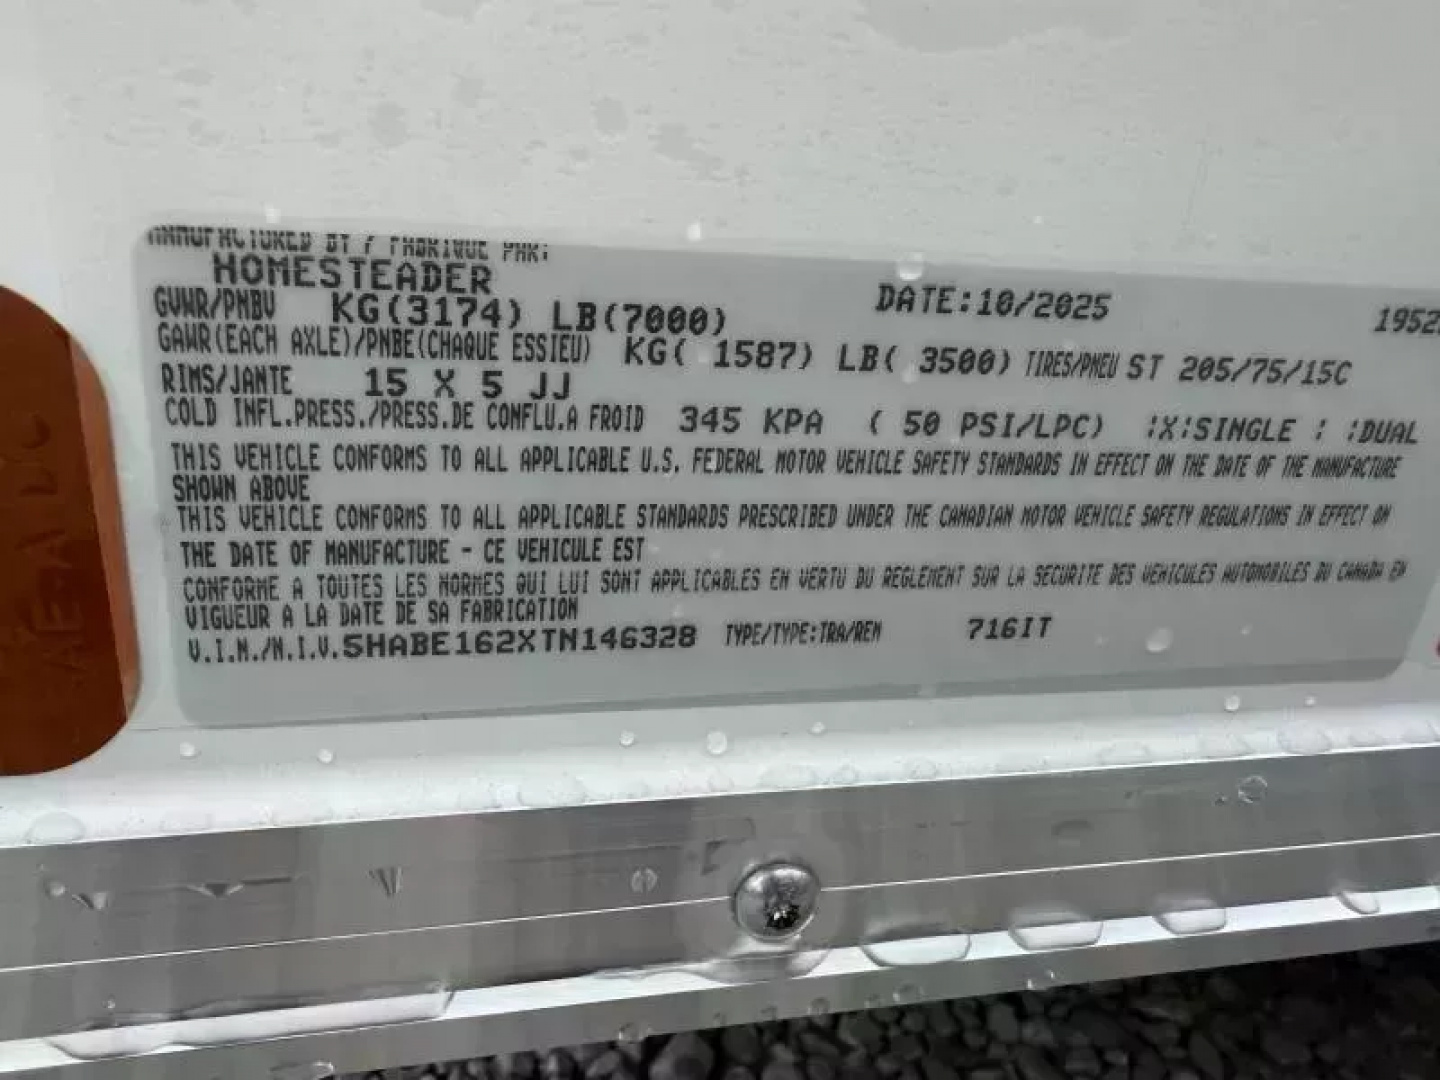 MANUFACTURED BY / FABRIQUE PAR:
HOMESTEADER
DATE:10/2025 1952
GVWR/PNBV KG(3174) LB(7000)
GAWR(EACH AXLE)/PNBE(CHAQUE ESSIEU) KG( 1587) LB( 3500) TIRES/PNEU ST 205/75/15C
RIMS/JANTE 15 X 5 JJ
COLD INFL.PRESS./PRESS.DE CONFLU.A FROID 345 KPA ( 50 PSI/LPC) :X:SINGLE : :DUAL
THIS VEHICLE CONFORMS TO ALL APPLICABLE U.S. FEDERAL MOTOR VEHICLE SAFETY STANDARDS IN EFFECT ON THE DATE OF THE MANUFACTURE
SHOWN ABOVE
THIS VEHICLE CONFORMS TO ALL APPLICABLE STANDARDS PRESCRIBED UNDER THE CANADIAN MOTOR VEHICLE SAFETY REGULATIONS IN EFFECT ON
THE DATE OF MANUFACTURE - CE VEHICULE EST
CONFORME A TOUTES LES NORMES QUI LUI SONT APPLICABLES EN VERTU DU REGLEMENT SUR LA SECURITE DES VEHICULES AUTOMOBILES DU CANADA EN
VIGUEUR A LA DATE DE SA FABRICATION
V.I.N./N.I.V.5HABE162XTN146328 TYPE/TYPE:TRA/REM 716IT